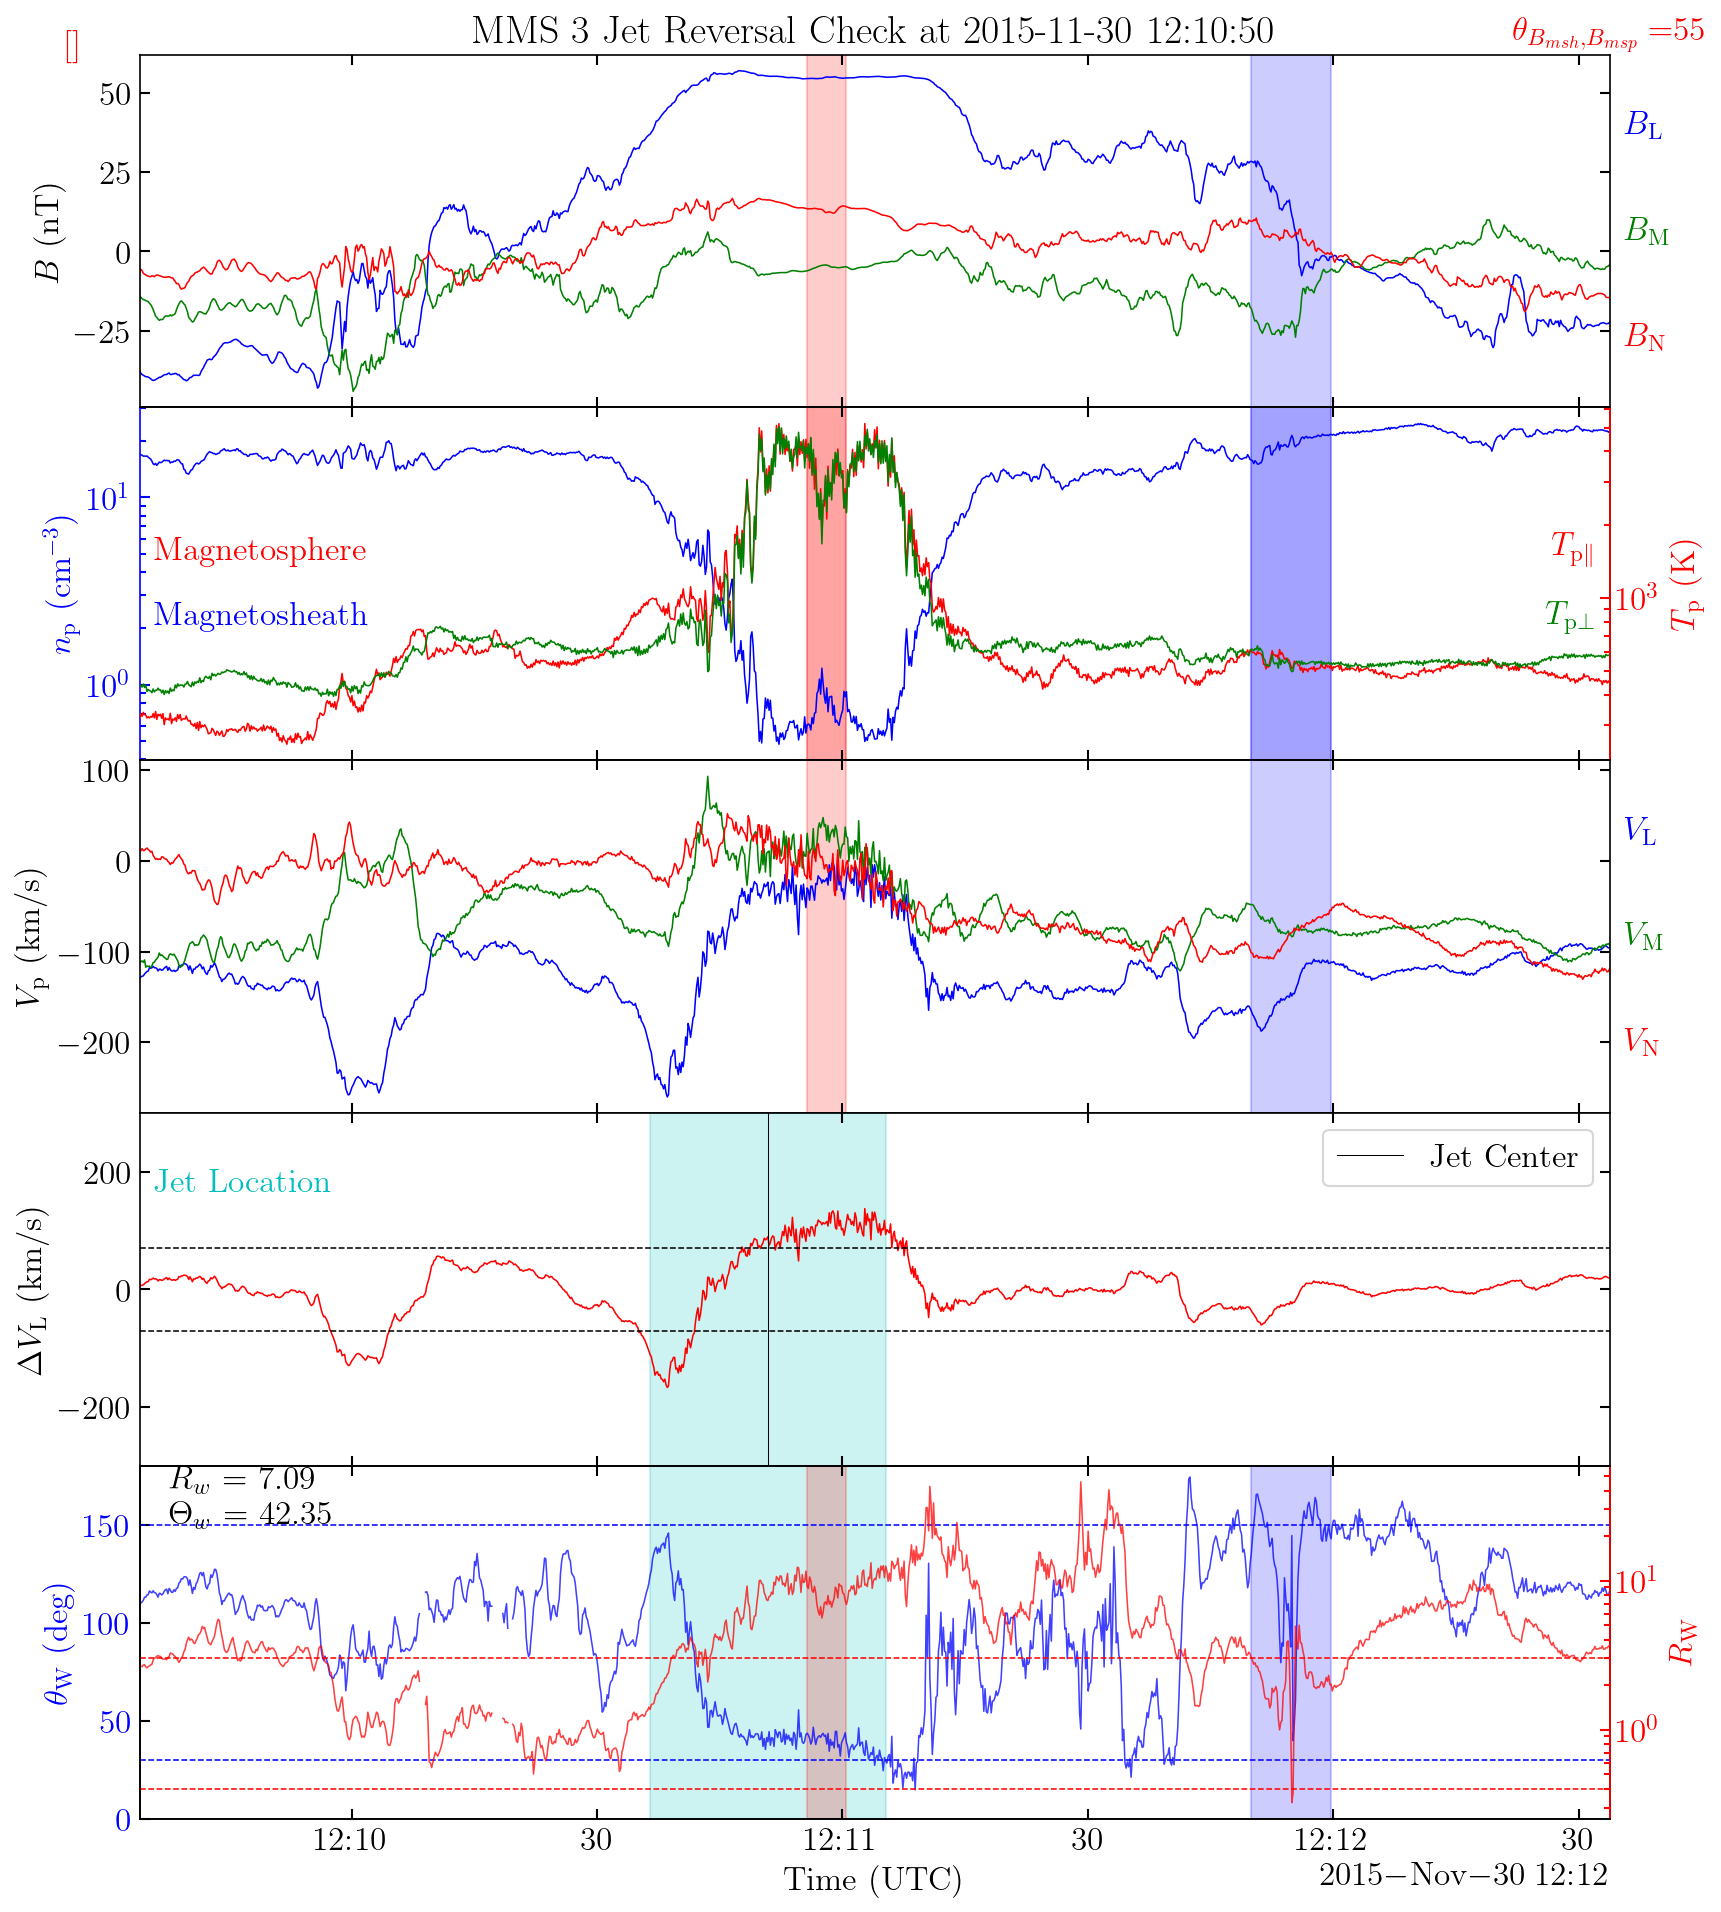 MMS 3 Jet Reversal Check at 2015-11-30 12:10:50
[]
θ_{B_{msh},B_{msp}} =55
50
25
0
−25
B (nT)
B_L
B_M
B_N
10^1
10^0
n_p (cm^{−3})
Magnetosphere
Magnetosheath
T_{p∥}
T_{p⊥}
10^3
T_p (K)
100
0
−100
−200
V_p (km/s)
V_L
V_M
V_N
200
0
−200
ΔV_L (km/s)
Jet Location
Jet Center
R_w = 7.09
Θ_w = 42.35
150
100
50
0
θ_W (deg)
10^1
10^0
R_W
12:10
30
12:11
30
12:12
30
Time (UTC)
2015−Nov−30 12:12